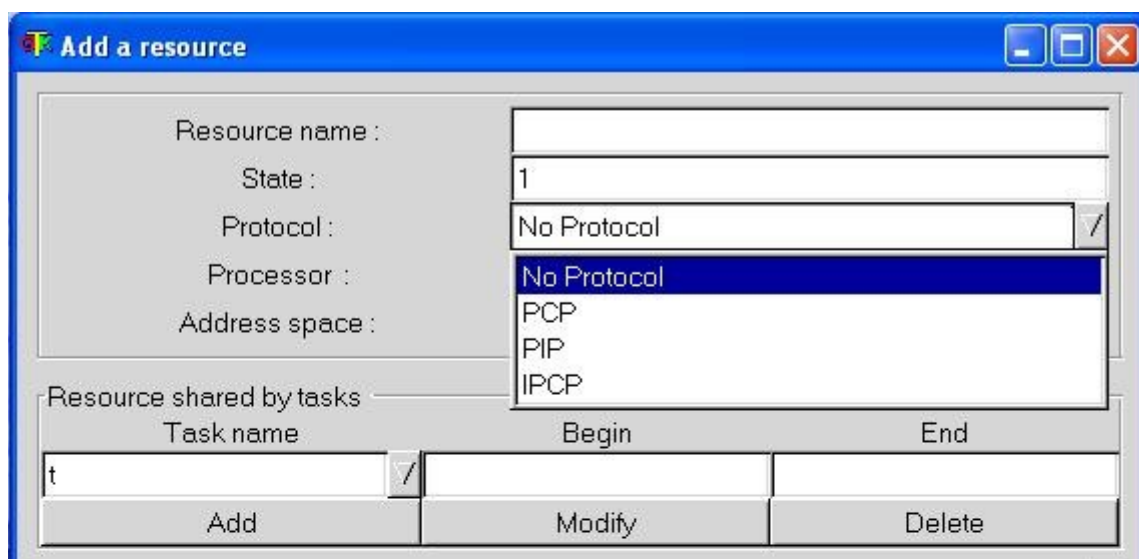 Add a resource
Resource name :
State : 1
Protocol : No Protocol
Processor : No Protocol
PCP
Address space :
PIP
IPCP
Resource shared by tasks
Task name Begin End
t
Add Modify Delete